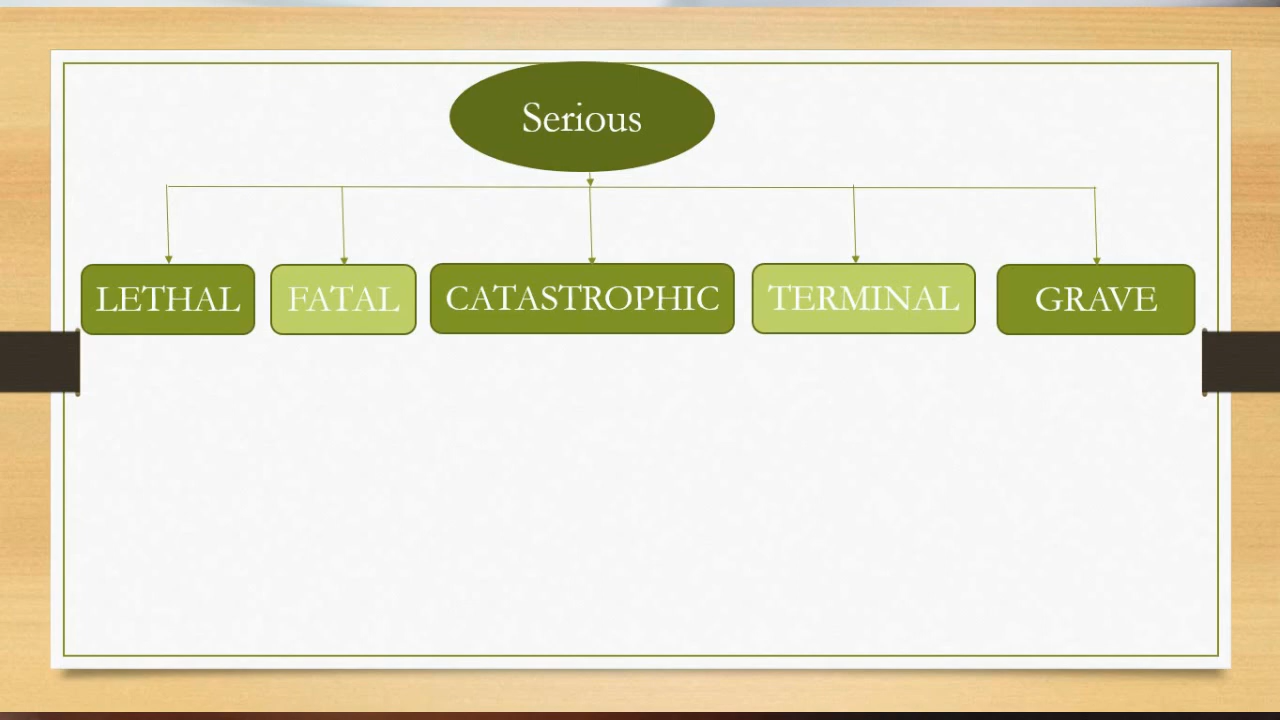 Serious
LETHAL
FATAL
CATASTROPHIC
TERMINAL
GRAVE